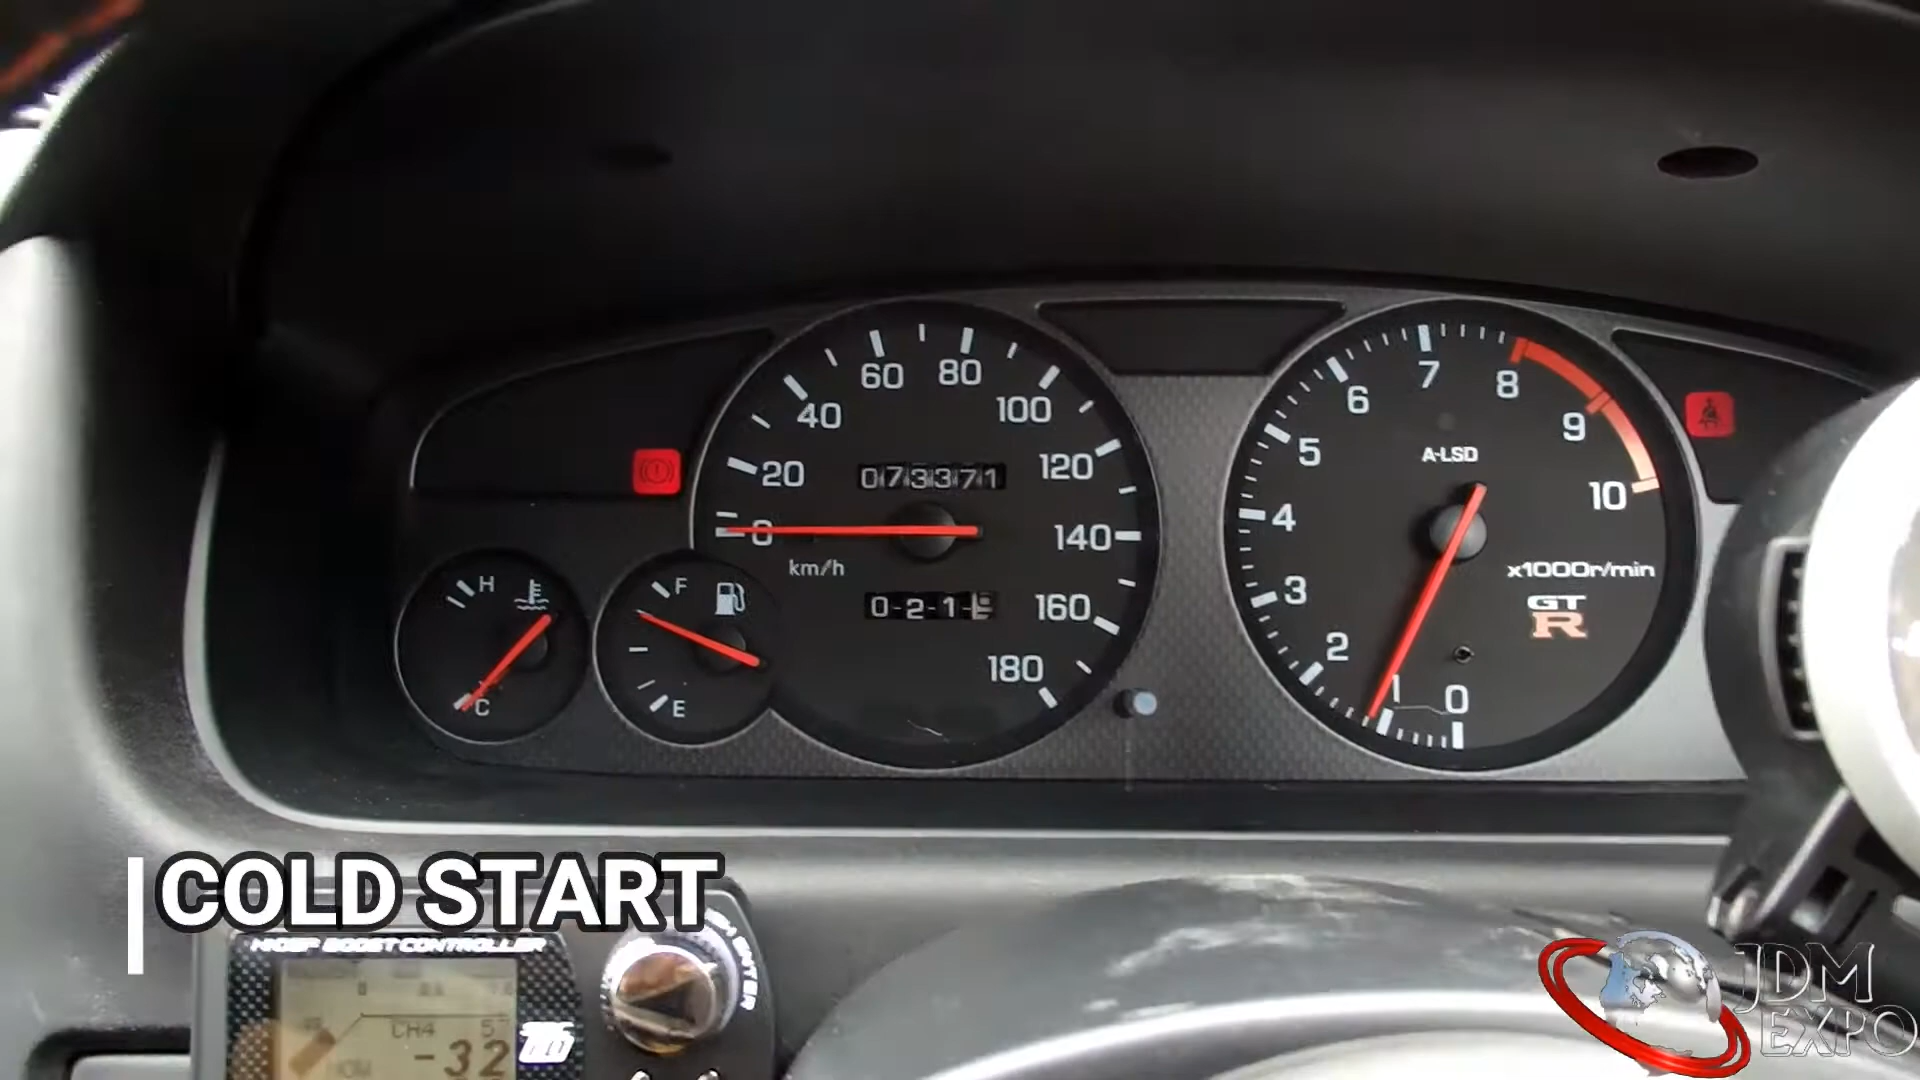 60 80
40 100
20 073371 120
0 140
km/h
0-2-1- 160
180
H
C
F
E
7
6 8
5 9
A-LSD
4 10
x1000r/min
3 GT
R
2
1 0
COLD START
HIGSP BOOST CONTROLLER
CH4 5
-32
JDM
EXPO